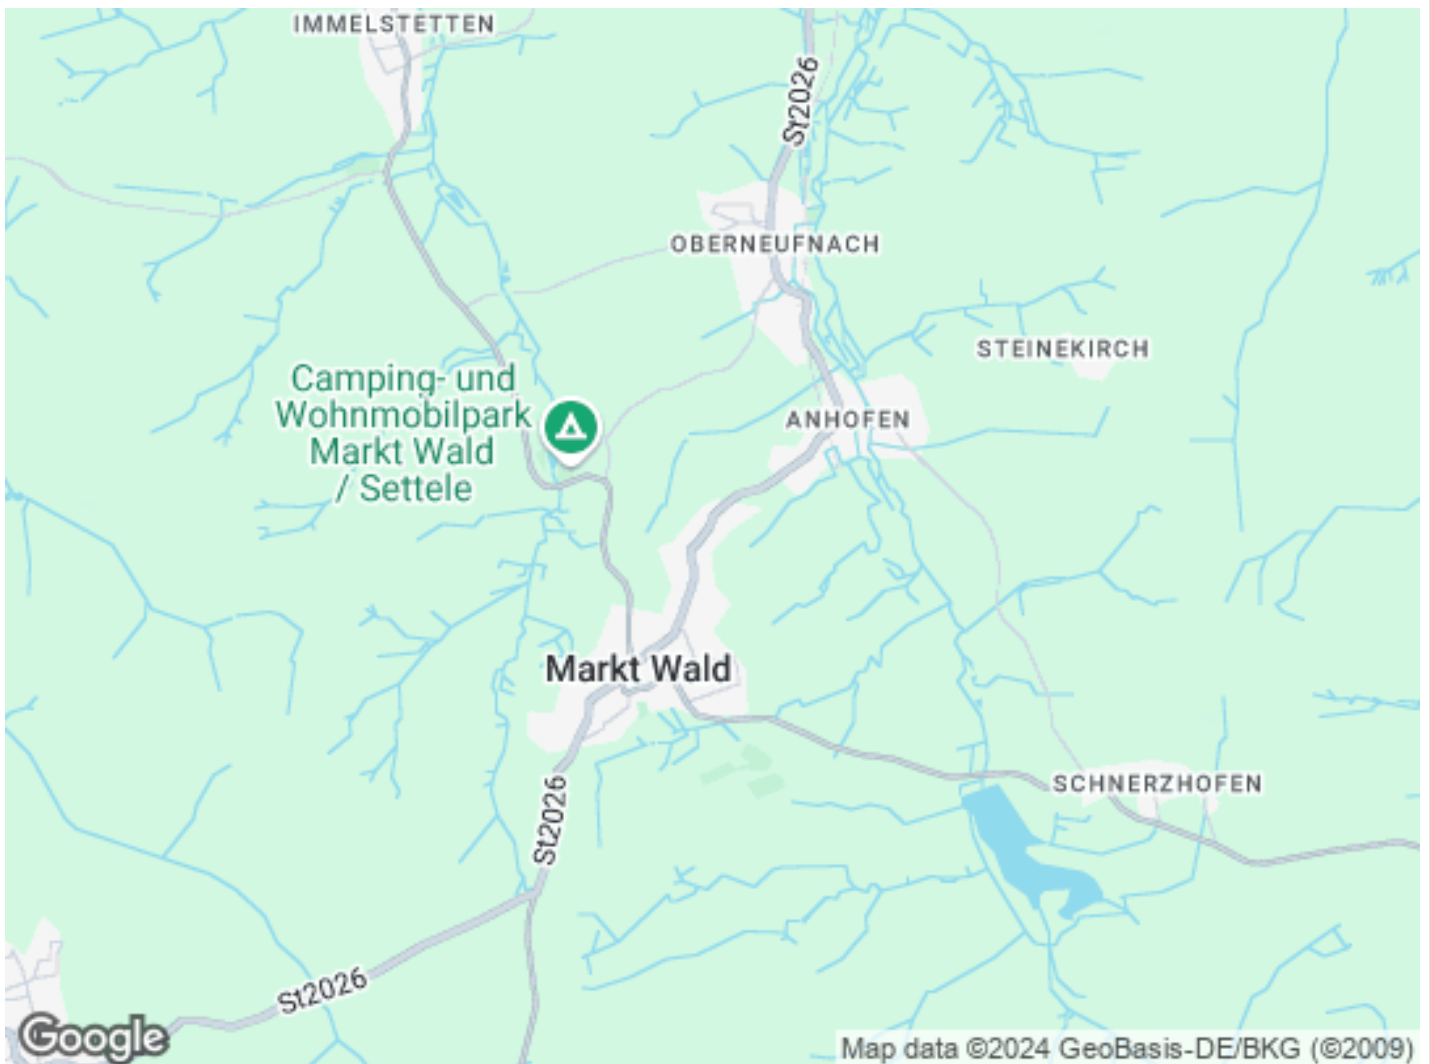 IMMELSTETTEN
St2026
OBERNEUFNACH
STEINEKIRCH
Camping- und
Wohnmobilpark
Markt Wald
/ Settele
ANHOFEN
Markt Wald
SCHNERZHOFEN
St2026
St2026
Google
Map data ©2024 GeoBasis-DE/BKG (©2009)